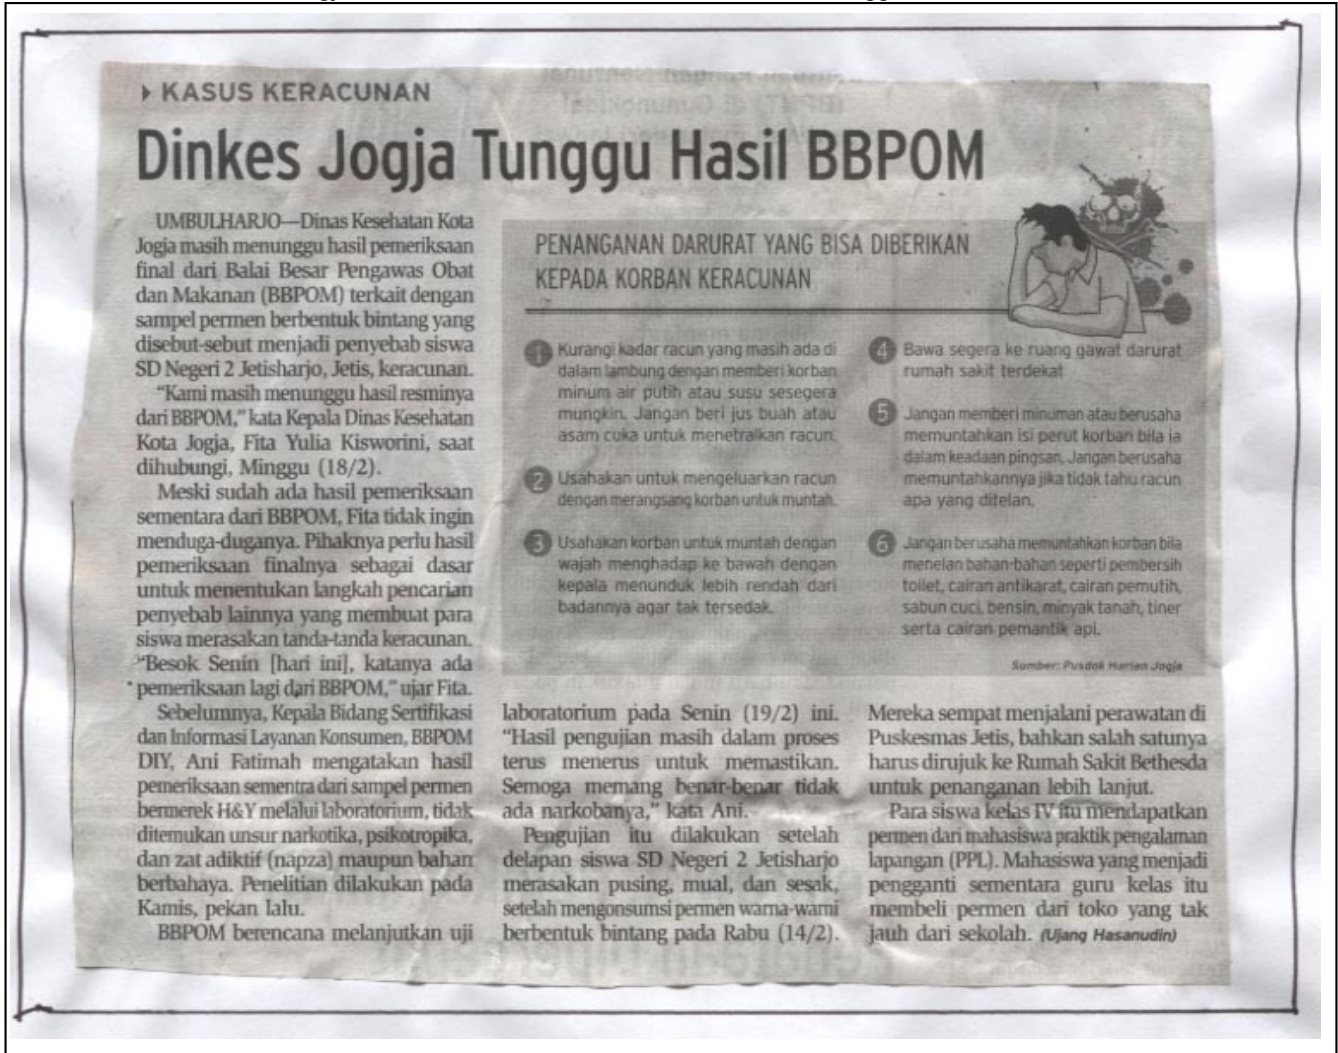 KASUS KERACUNAN
Dinkes Jogja Tunggu Hasil BBPOM
UMBULHARJO—Dinas Kesehatan Kota
Jogja masih menunggu hasil pemeriksaan
final dari Balai Besar Pengawas Obat
dan Makanan (BBPOM) terkait dengan
sampel permen berbentuk bintang yang
disebut-sebut menjadi penyebab siswa
SD Negeri 2 Jetisharjo, Jetis, keracunan.
“Kami masih menunggu hasil resminya
dari BBPOM,” kata Kepala Dinas Kesehatan
Kota Jogja, Fita Yulia Kisworini, saat
dihubungi, Minggu (18/2).
Meski sudah ada hasil pemeriksaan
sementara dari BBPOM, Fita tidak ingin
menduga-duganya. Pihaknya perlu hasil
pemeriksaan finalnya sebagai dasar
untuk menentukan langkah pencarian
penyebab lainnya yang membuat para
siswa merasakan tanda-tanda keracunan.
“Besok Senin [hari ini], katanya ada
pemeriksaan lagi dari BBPOM,” ujar Fita.
Sebelumnya, Kepala Bidang Sertifikasi
dan Informasi Layanan Konsumen, BBPOM
DIY, Ani Fatimah mengatakan hasil
pemeriksaan sementra dari sampel permen
bermerek H&Y melalui laboratorium, tidak
ditemukan unsur narkotika, psikotropika,
dan zat adiktif (napza) maupun bahan
berbahaya. Penelitian dilakukan pada
Kamis, pekan lalu.
BBPOM berencana melanjutkan uji
PENANGANAN DARURAT YANG BISA DIBERIKAN
KEPADA KORBAN KERACUNAN
1 Kurangi kadar racun yang masih ada di
dalam lambung dengan memberi korban
minum air putih atau susu sesegera
mungkin. Jangan beri jus buah atau
asam cuka untuk menetralkan racun.
2 Usahakan untuk mengeluarkan racun
dengan merangsang korban untuk muntah.
3 Usahakan korban untuk muntah dengan
wajah menghadap ke bawah dengan
kepala menunduk lebih rendah dari
badannya agar tak tersedak.
4 Bawa segera ke ruang gawat darurat
rumah sakit terdekat
5 Jangan memberi minuman atau berusaha
memuntahkan isi perut korban bila ia
dalam keadaan pingsan. Jangan berusaha
memuntahkannya jika tidak tahu racun
apa yang ditelan.
6 Jangan berusaha memuntahkan korban bila
menelan bahan-bahan seperti pembersih
toilet, cairan antikarat, cairan pemutih,
sabun cuci, bensin, minyak tanah, tiner
serta cairan pemantik api.
Sumber: Pusdok Harian Jogja
laboratorium pada Senin (19/2) ini.
“Hasil pengujian masih dalam proses
terus menerus untuk memastikan.
Semoga memang benar-benar tidak
ada narkobanya,” kata Ani.
Pengujian itu dilakukan setelah
delapan siswa SD Negeri 2 Jetisharjo
merasakan pusing, mual, dan sesak,
setelah mengonsumsi permen warna-warni
berbentuk bintang pada Rabu (14/2).
Mereka sempat menjalani perawatan di
Puskesmas Jetis, bahkan salah satunya
harus dirujuk ke Rumah Sakit Bethesda
untuk penanganan lebih lanjut.
Para siswa kelas IV itu mendapatkan
permen dari mahasiswa praktik pengalaman
lapangan (PPL). Mahasiswa yang menjadi
pengganti sementara guru kelas itu
membeli permen dari toko yang tak
jauh dari sekolah. (Ujang Hasanudin)